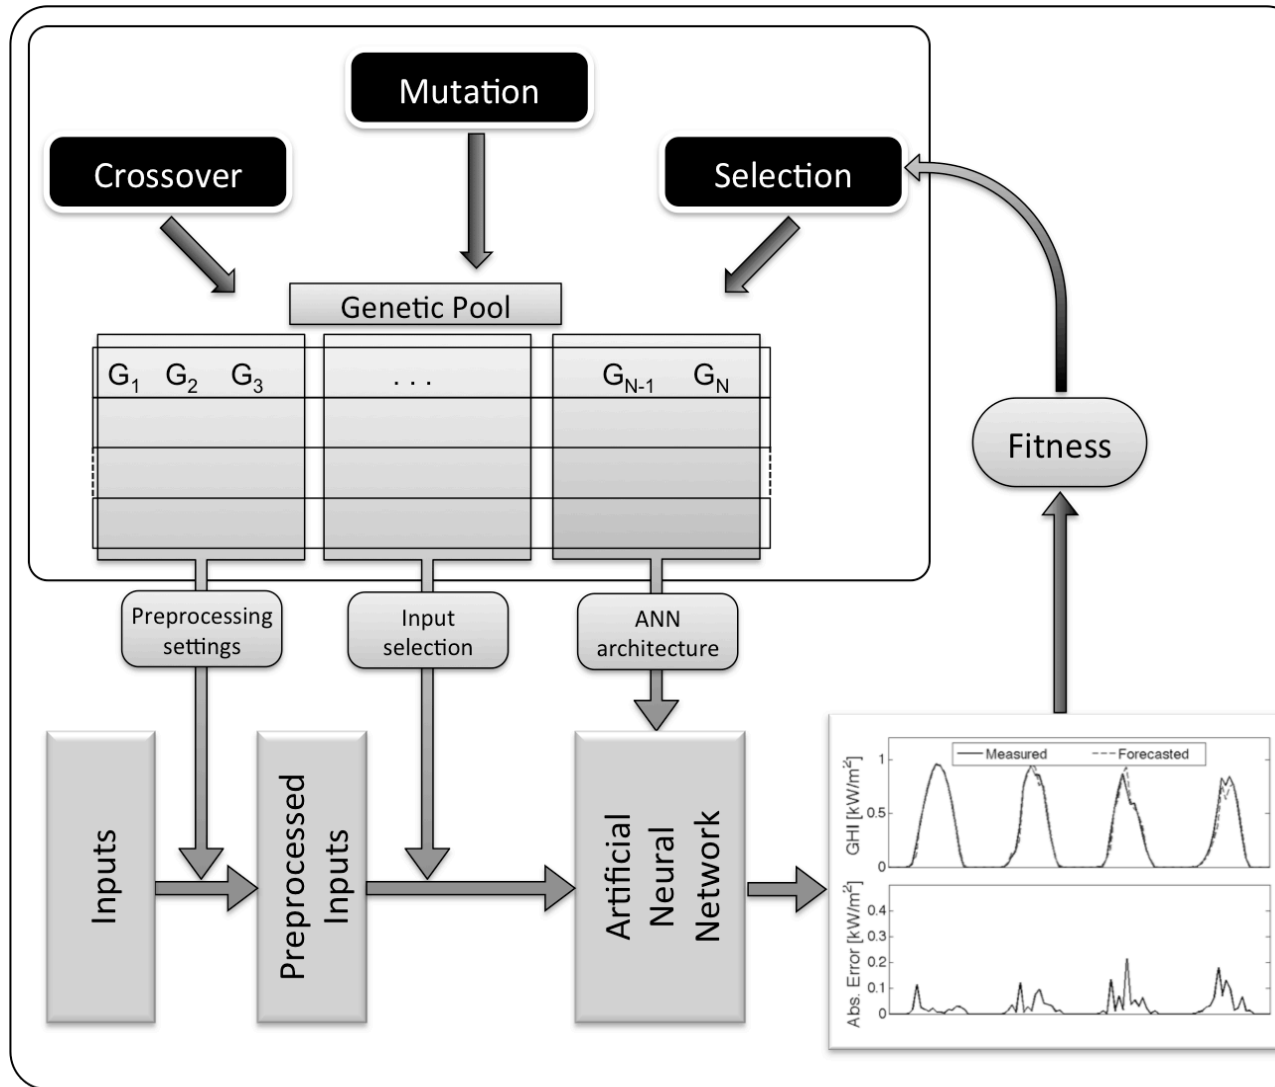 Mutation
Crossover
Selection
Genetic Pool
G1 G2 G3 . . . GN-1 GN
Fitness
Preprocessing
settings
Input
selection
ANN
architecture
Inputs
Preprocessed
Inputs
Artificial
Neural
Network
Measured Forecasted
GHI [kW/m²]
1
0.5
0
Abs. Error [kW/m²]
0.4
0.3
0.2
0.1
0